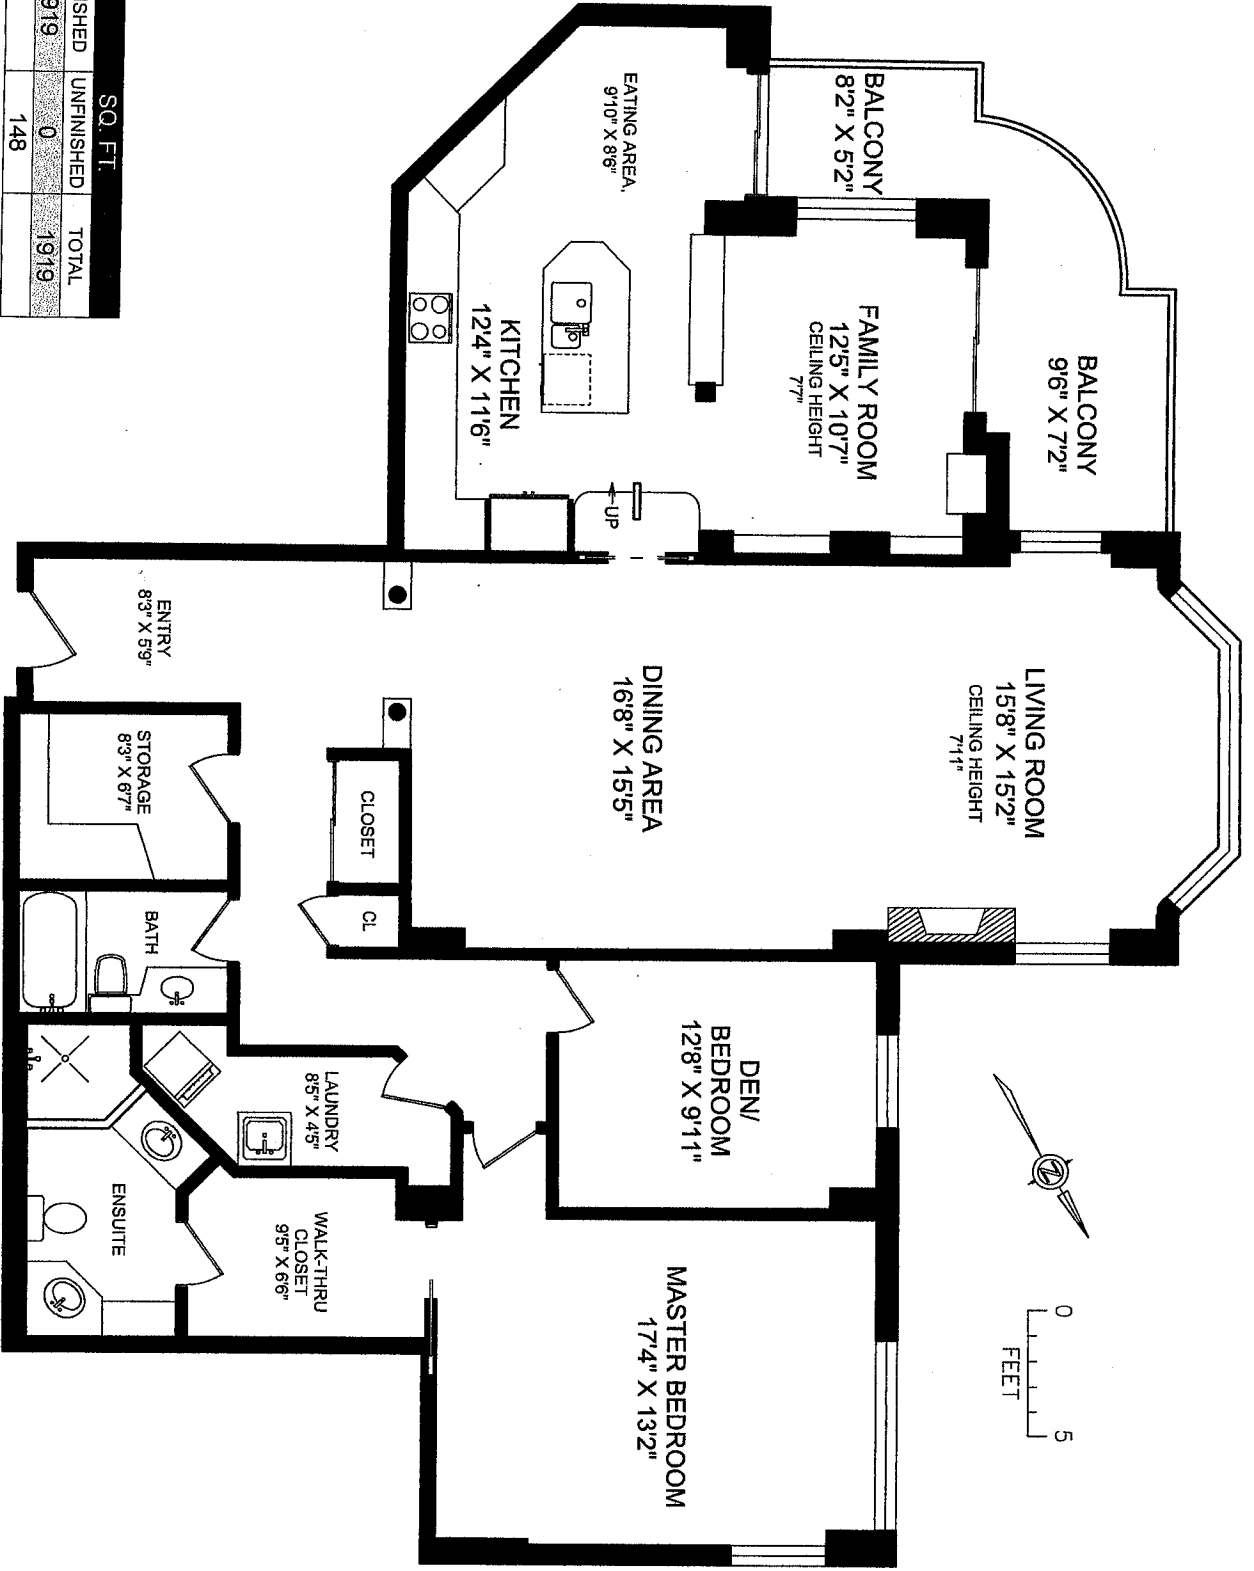 BALCONY
9'6" X 7'2"
LIVING ROOM
15'8" X 15'2"
CEILING HEIGHT
7'11"
BALCONY
8'2" X 5'2"
FAMILY ROOM
12'5" X 10'7"
CEILING HEIGHT
7'7"
EATING AREA,
9'10" X 8'6"
KITCHEN
12'4" X 11'6"
UP
DINING AREA
16'8" X 15'5"
DEN/
BEDROOM
12'8" X 9'11"
MASTER BEDROOM
17'4" X 13'2"
N
0 5
FEET
ENTRY
8'3" X 5'9"
CLOSET
CL
STORAGE
8'3" X 6'7"
BATH
LAUNDRY
8'5" X 4'5"
WALK-THRU
CLOSET
9'5" X 6'6"
ENSUITE
SQ. FT.
UNFINISHED TOTAL
0 1919
148